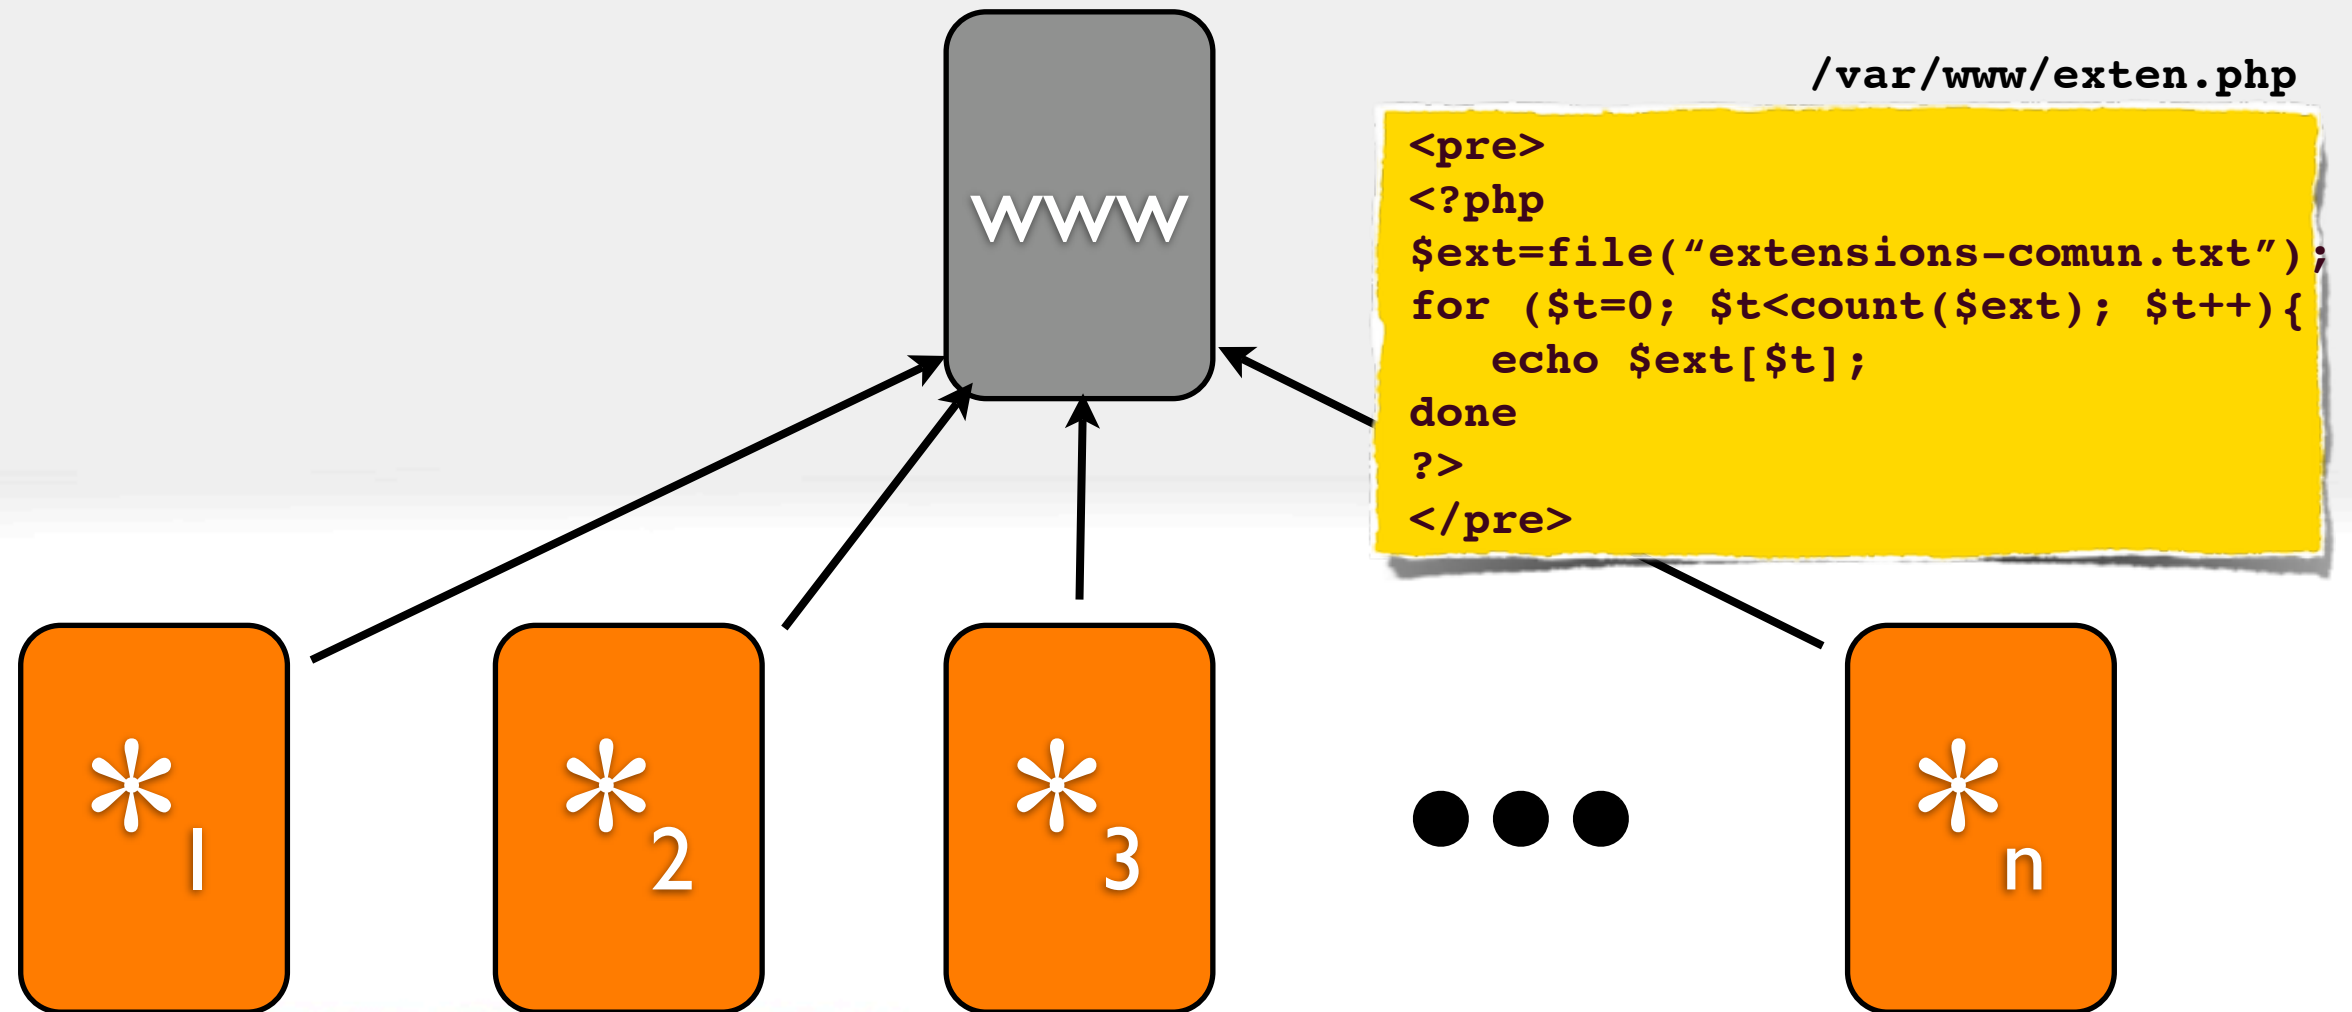 www
/var/www/exten.php
<pre>
<?php
$ext=file(“extensions-comun.txt”);
for ($t=0; $t<count($ext); $t++){
   echo $ext[$t];
done
?>
</pre>
*1
*2
*3
*n